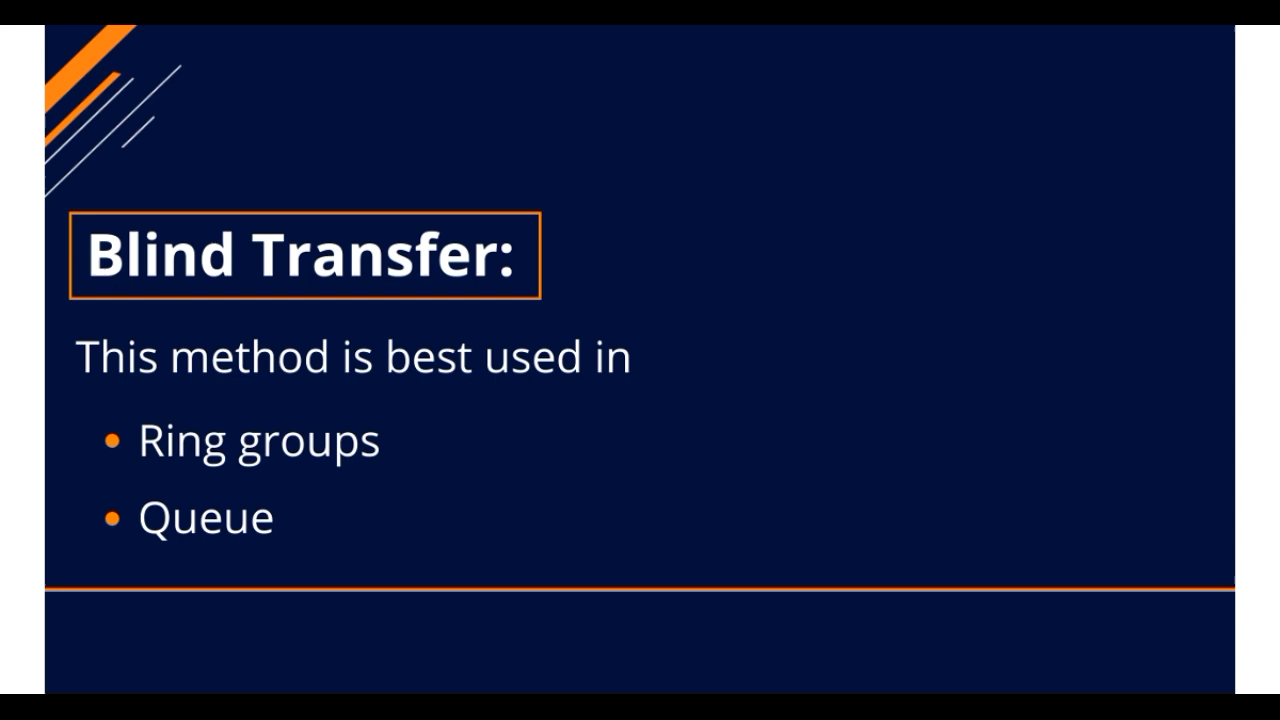 Blind Transfer:
This method is best used in
Ring groups
Queue